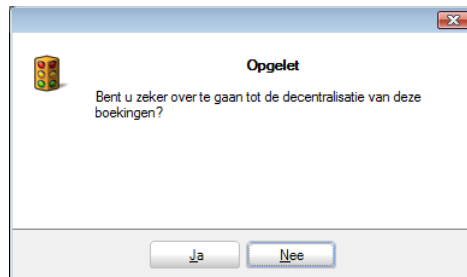 Opgelet
Bent u zeker over te gaan tot de decentralisatie van deze
boekingen?
Ja
Nee